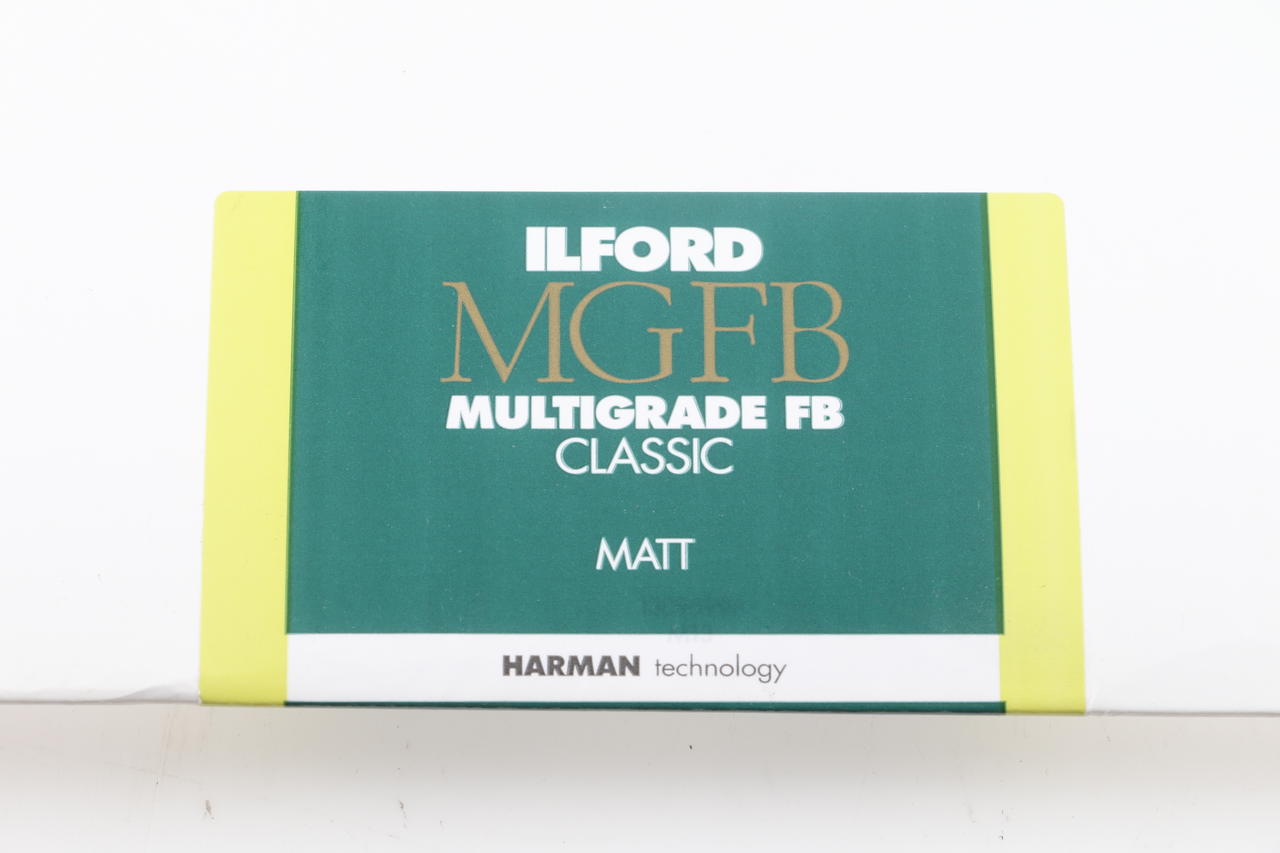 ILFORD
MGFB
MULTIGRADE FB
CLASSIC
MATT
HARMAN technology